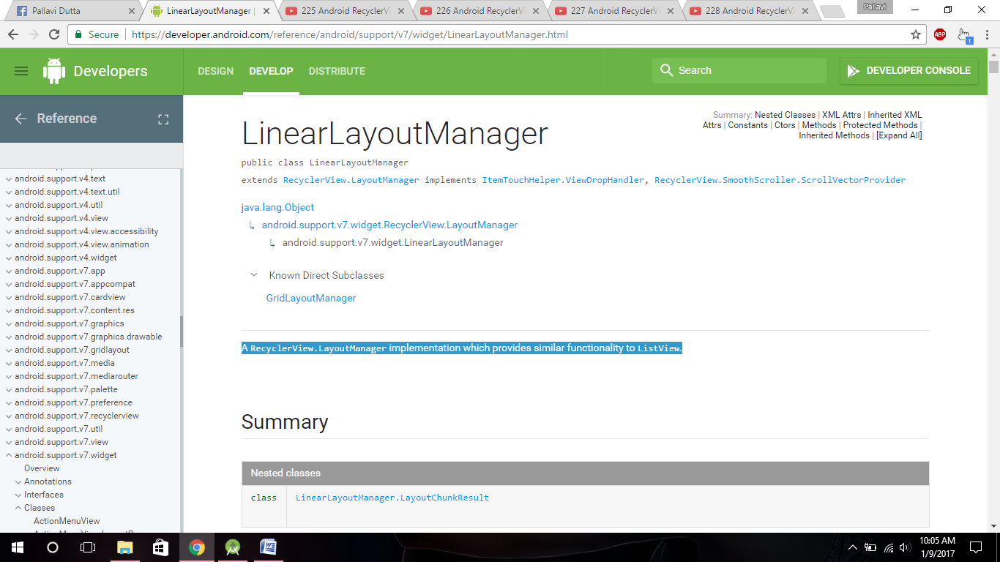 Pallavi Dutta
LinearLayoutManager |
225 Android RecyclerV
226 Android RecyclerV
227 Android RecyclerV
228 Android RecyclerV
Pallavi
Secure https://developer.android.com/reference/android/support/v7/widget/LinearLayoutManager.html
ABP
1
Developers
DESIGN DEVELOP DISTRIBUTE
Search
DEVELOPER CONSOLE
Reference
android.support.v4.text
android.support.v4.text.util
android.support.v4.util
android.support.v4.view
android.support.v4.view.accessibility
android.support.v4.view.animation
android.support.v4.widget
android.support.v7.app
android.support.v7.appcompat
android.support.v7.cardview
android.support.v7.content.res
android.support.v7.graphics
android.support.v7.graphics.drawable
android.support.v7.gridlayout
android.support.v7.media
android.support.v7.mediarouter
android.support.v7.palette
android.support.v7.preference
android.support.v7.recyclerview
android.support.v7.util
android.support.v7.view
android.support.v7.widget
Overview
Annotations
Interfaces
Classes
ActionMenuView
Summary: Nested Classes | XML Attrs | Inherited XML
Attrs | Constants | Ctors | Methods | Protected Methods |
Inherited Methods | [Expand All]
LinearLayoutManager
public class LinearLayoutManager
extends RecyclerView.LayoutManager implements ItemTouchHelper.ViewDropHandler, RecyclerView.SmoothScroller.ScrollVectorProvider
java.lang.Object
↳ android.support.v7.widget.RecyclerView.LayoutManager
↳ android.support.v7.widget.LinearLayoutManager
Known Direct Subclasses
GridLayoutManager
A RecyclerView.LayoutManager implementation which provides similar functionality to ListView.
Summary
Nested classes
class LinearLayoutManager.LayoutChunkResult
10:05 AM
1/9/2017